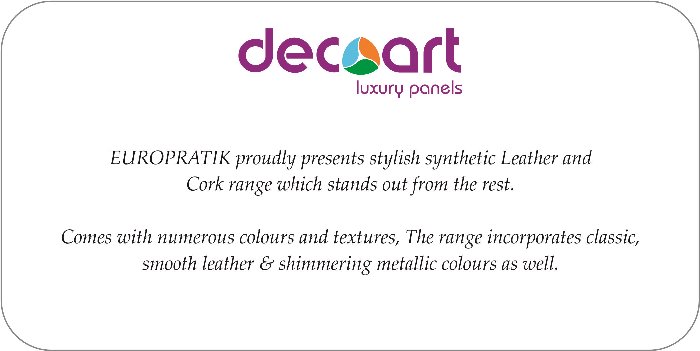 decoart
luxury panels
EUROPRATIK proudly presents stylish synthetic Leather and
Cork range which stands out from the rest.
Comes with numerous colours and textures, The range incorporates classic,
smooth leather & shimmering metallic colours as well.